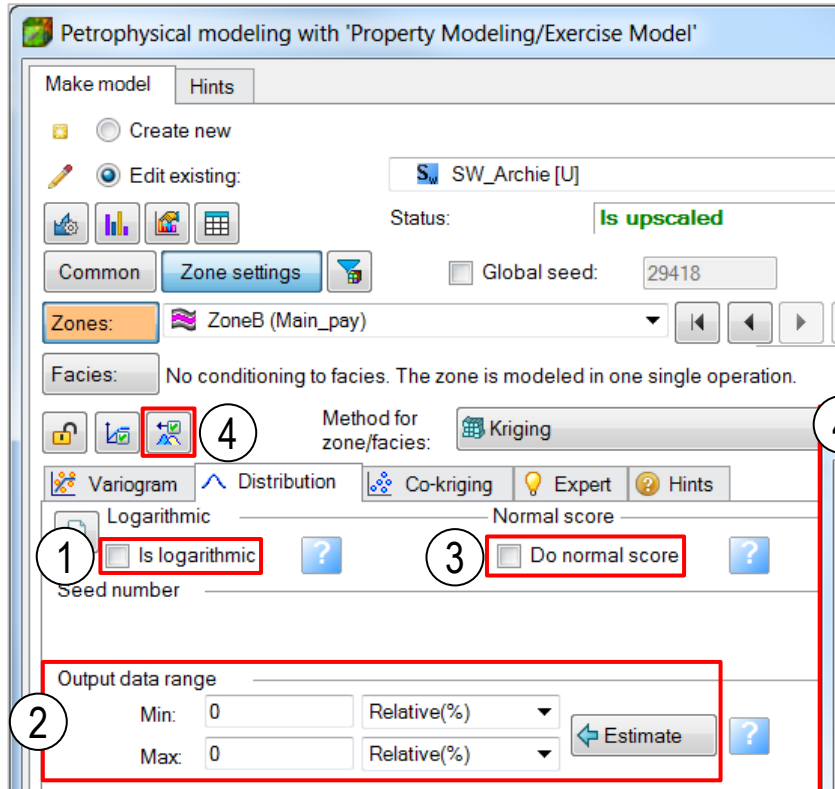 Petrophysical modeling with 'Property Modeling/Exercise Model'
Make model Hints
Create new
Edit existing: Sw SW_Archie [U]
Status: Is upscaled
Common Zone settings Global seed: 29418
Zones: ZoneB (Main_pay)
Facies: No conditioning to facies. The zone is modeled in one single operation.
4 Method for zone/facies: Kriging
Variogram Distribution Co-kriging Expert Hints
Logarithmic Normal score
1 Is logarithmic ? 3 Do normal score ?
Seed number
Output data range
2 Min: 0 Relative(%) Estimate ?
Max: 0 Relative(%)